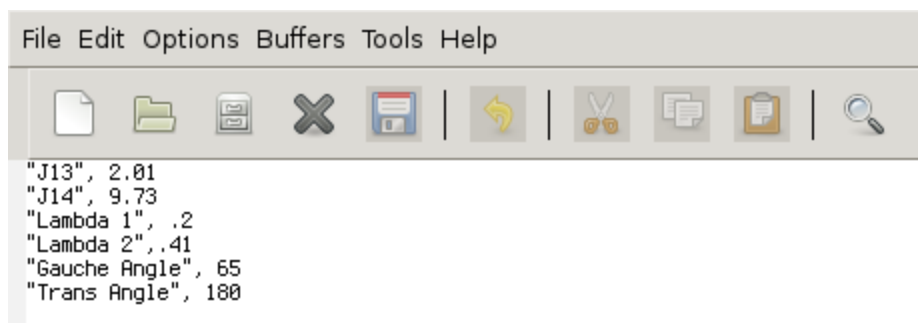 File Edit Options Buffers Tools Help
"J13", 2.01
"J14", 9.73
"Lambda 1", .2
"Lambda 2",.41
"Gauche Angle", 65
"Trans Angle", 180